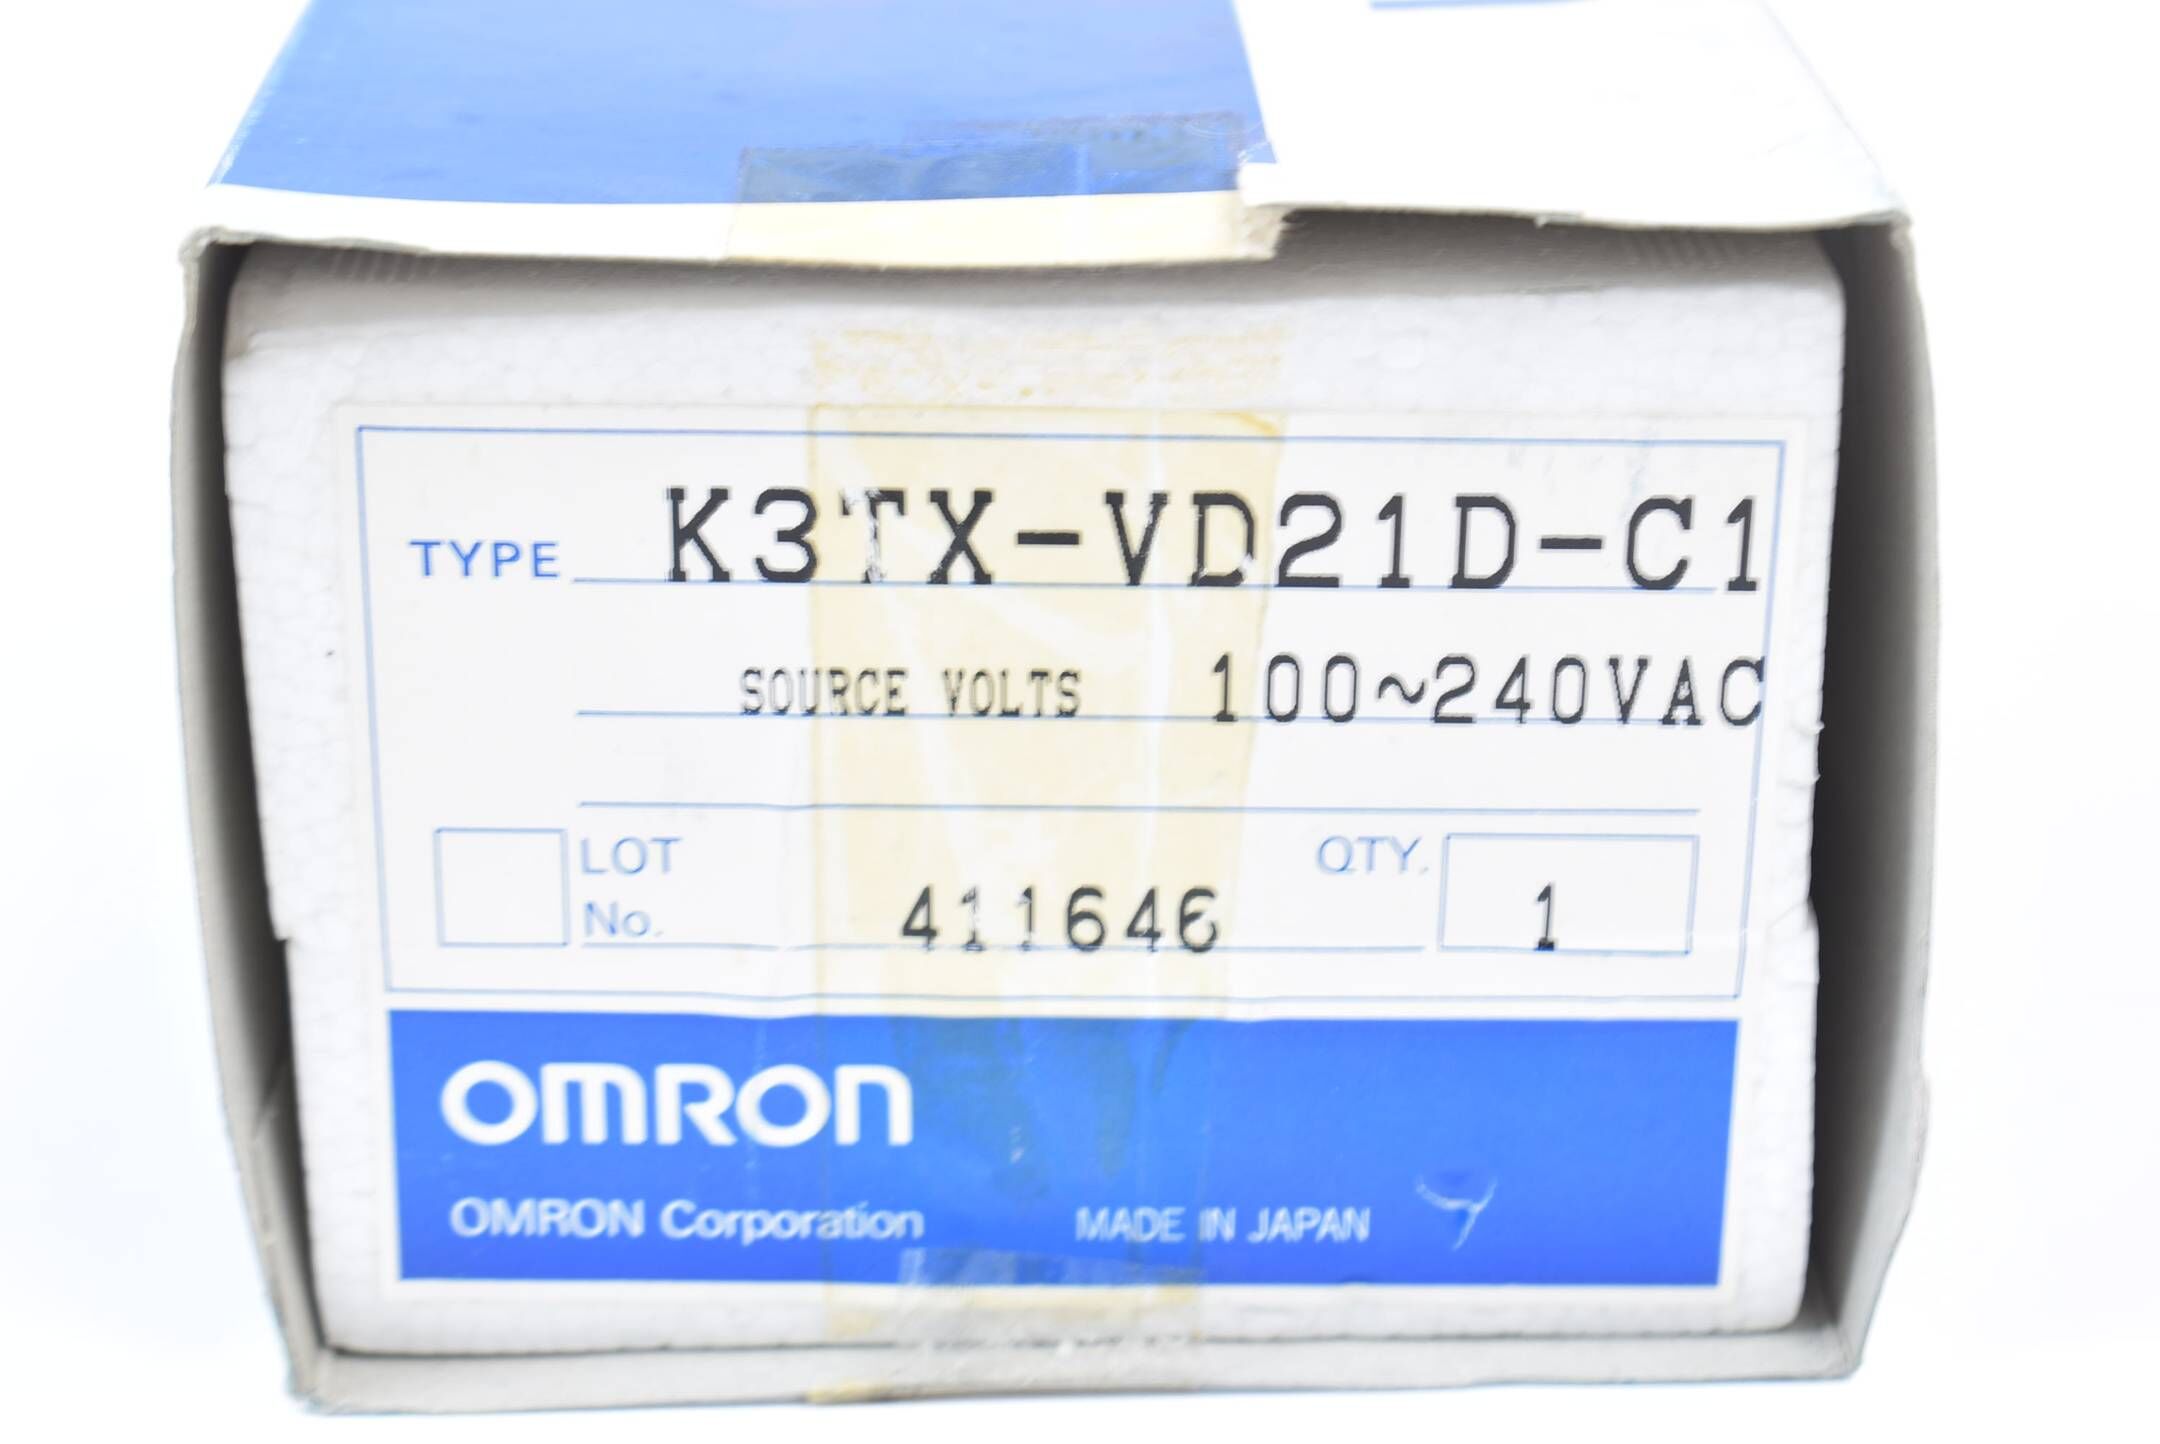 TYPE K3TX-VD21D-C1
SOURCE VOLTS 100~240VAC
LOT No. 411646 QTY. 1
OMRON
OMRON Corporation MADE IN JAPAN